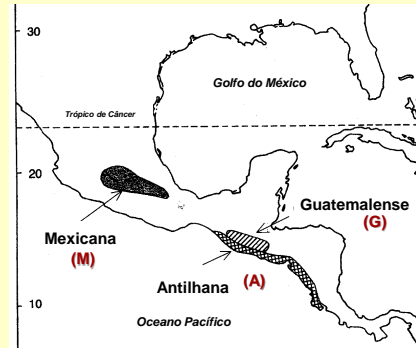 30
Golfo do México
Trópico de Câncer
20
Guatemalense
(G)
Mexicana
(M)
Antilhana
(A)
10
Oceano Pacífico